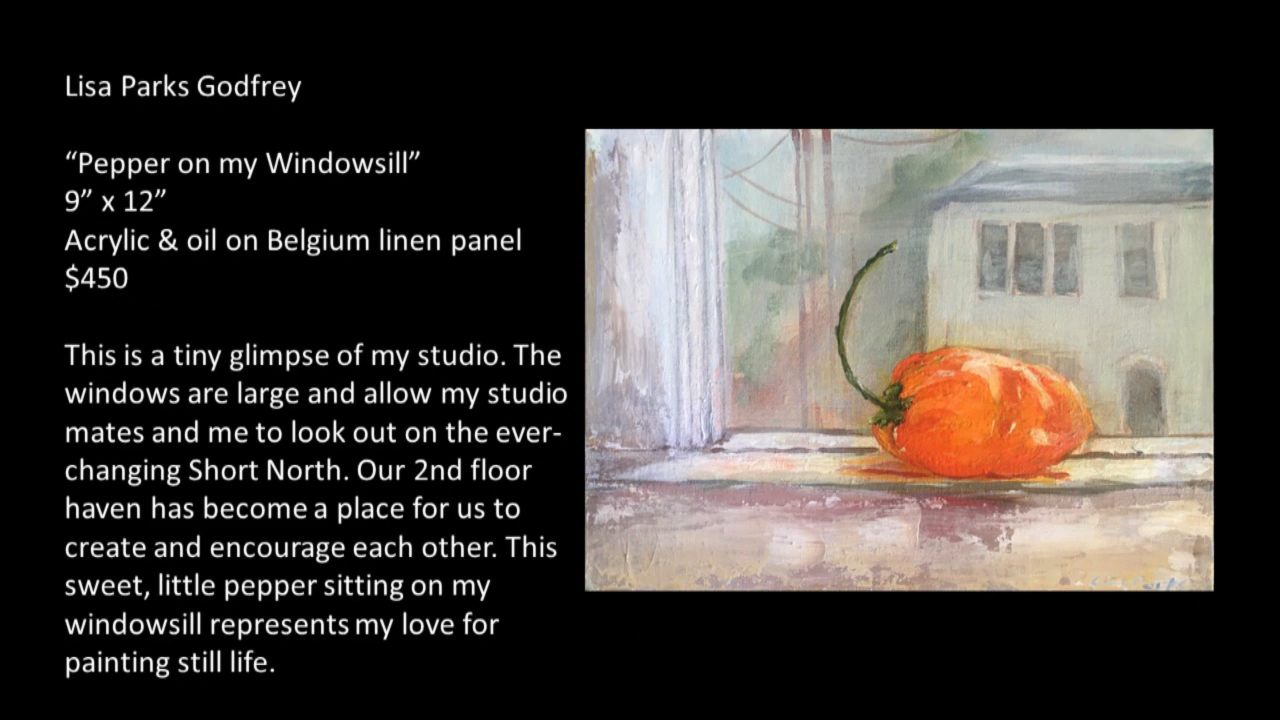 Lisa Parks Godfrey
“Pepper on my Windowsill”
9” x 12”
Acrylic & oil on Belgium linen panel
$450
This is a tiny glimpse of my studio. The
windows are large and allow my studio
mates and me to look out on the ever-
changing Short North. Our 2nd floor
haven has become a place for us to
create and encourage each other. This
sweet, little pepper sitting on my
windowsill represents my love for
painting still life.